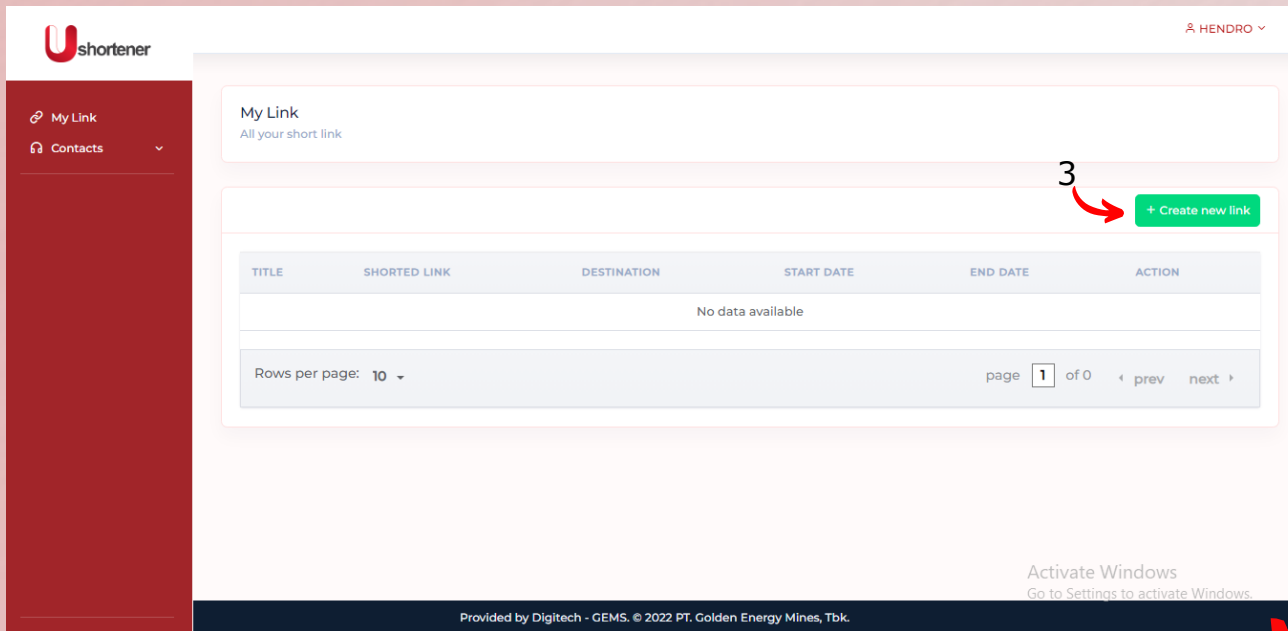 Ushortener
HENDRO
My Link
Contacts
My Link
All your short link
3
+ Create new link
TITLE SHORTED LINK DESTINATION START DATE END DATE ACTION
No data available
Rows per page: 10
page 1 of 0 prev next
Activate Windows
Go to Settings to activate Windows.
Provided by Digitech - GEMS. © 2022 PT. Golden Energy Mines, Tbk.